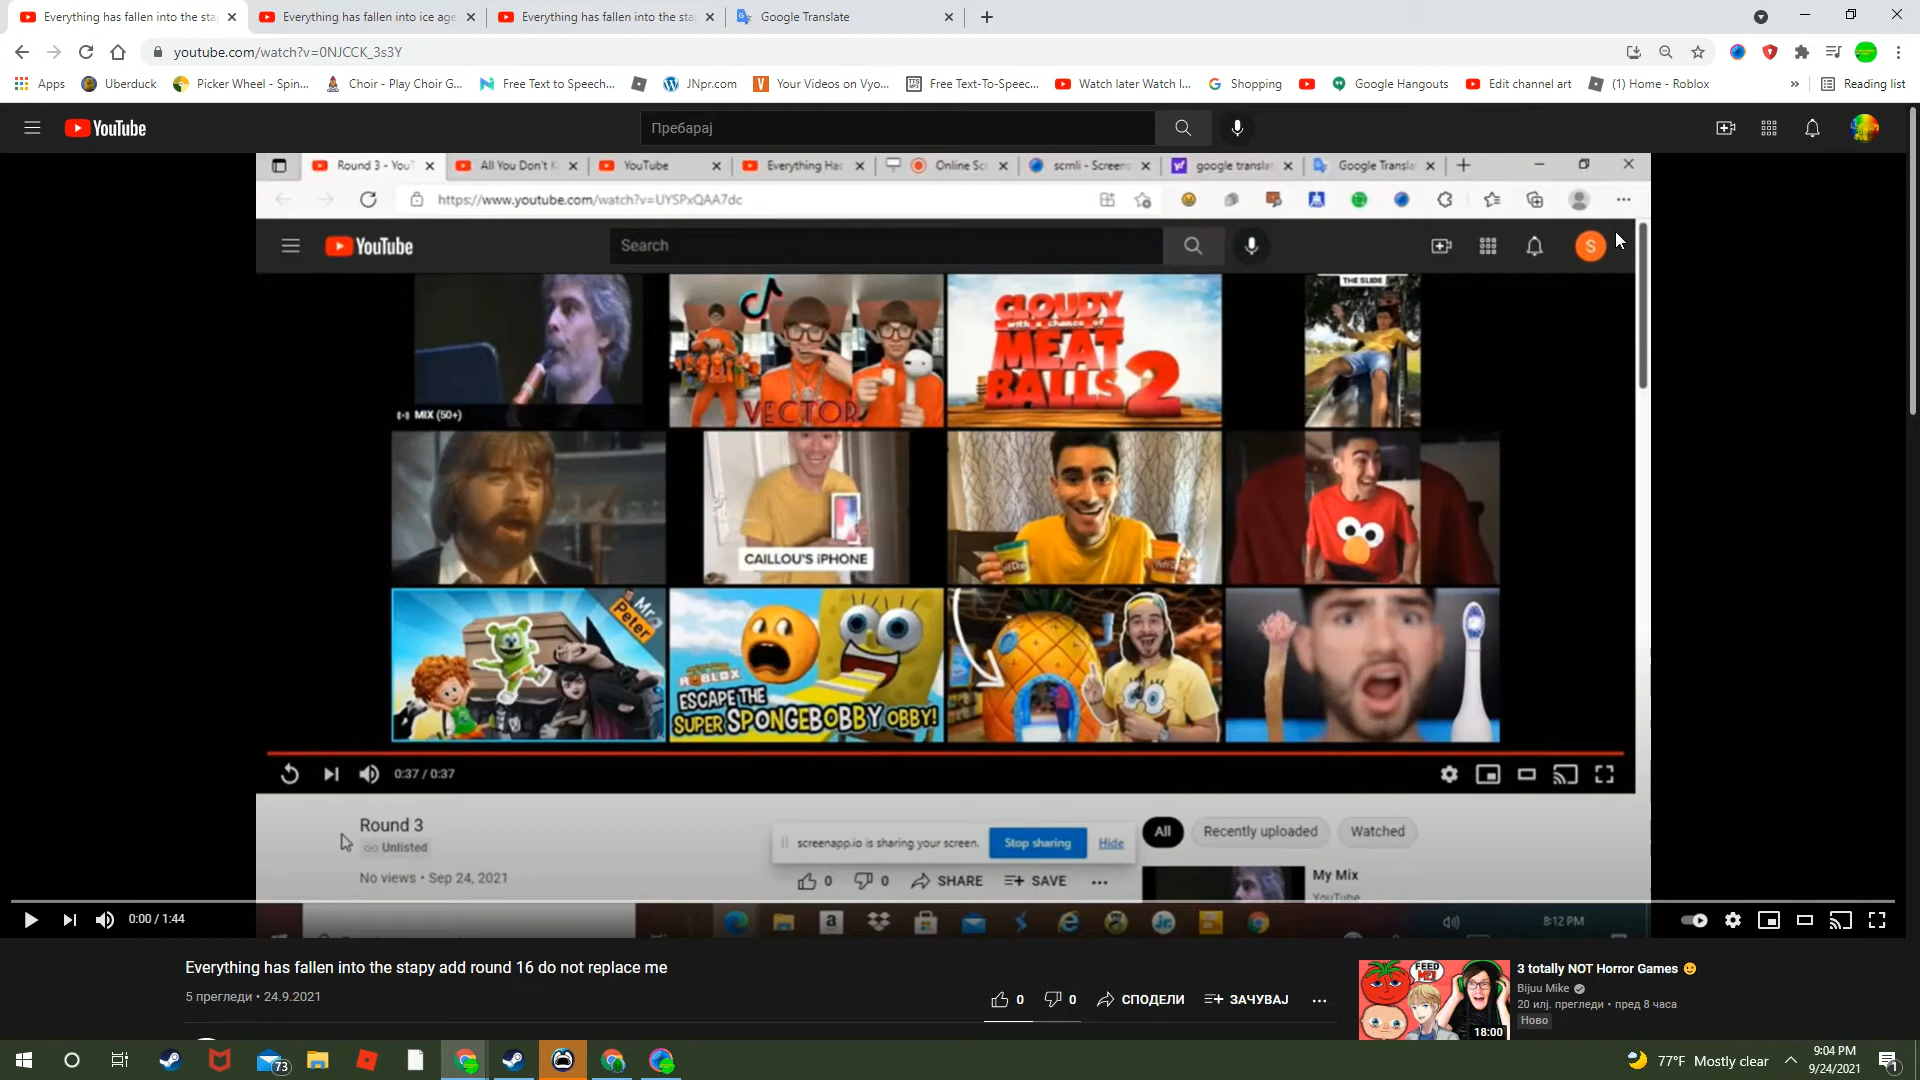 Everything has fallen into the sta
Everything has fallen into ice age
Everything has fallen into the sta
Google Translate
youtube.com/watch?v=0NJCCK_3s3Y
Apps
Uberduck
Picker Wheel - Spin...
Choir - Play Choir G...
Free Text to Speech...
JNpr.com
Your Videos on Vyo...
Free Text-To-Speec...
Watch later Watch l...
Shopping
Google Hangouts
Edit channel art
(1) Home - Roblox
Reading list
YouTube
Пребарај
Round 3 - YouT
All You Don't K
YouTube
Everything Ha
Online Sc
scmli - Screens
google transla
Google Transla
https://www.youtube.com/watch?v=UYSPxQAA7dc
YouTube
Search
S
MIX (50+)
VECTOR
CLOUDY
with a chance of
MEAT
BALLS 2
THE SLIDE
CAILLOU'S iPHONE
Mr.
Peter
ROBLOX
ESCAPE THE
SUPER SPONGEBOBBY OBBY!
0:37 / 0:37
Round 3
Unlisted
No views • Sep 24, 2021
screenapp.io is sharing your screen.
Stop sharing
Hide
0
0
SHARE
SAVE
All
Recently uploaded
Watched
My Mix
YouTube
8:12 PM
0:00 / 1:44
Everything has fallen into the stapy add round 16 do not replace me
5 прегледи • 24.9.2021
0
0
СПОДЕЛИ
ЗАЧУВАЈ
FEED
ME!
18:00
3 totally NOT Horror Games
Bijuu Mike
20 илј. прегледи • пред 8 часа
Ново
73
77°F Mostly clear
9:04 PM
9/24/2021
1